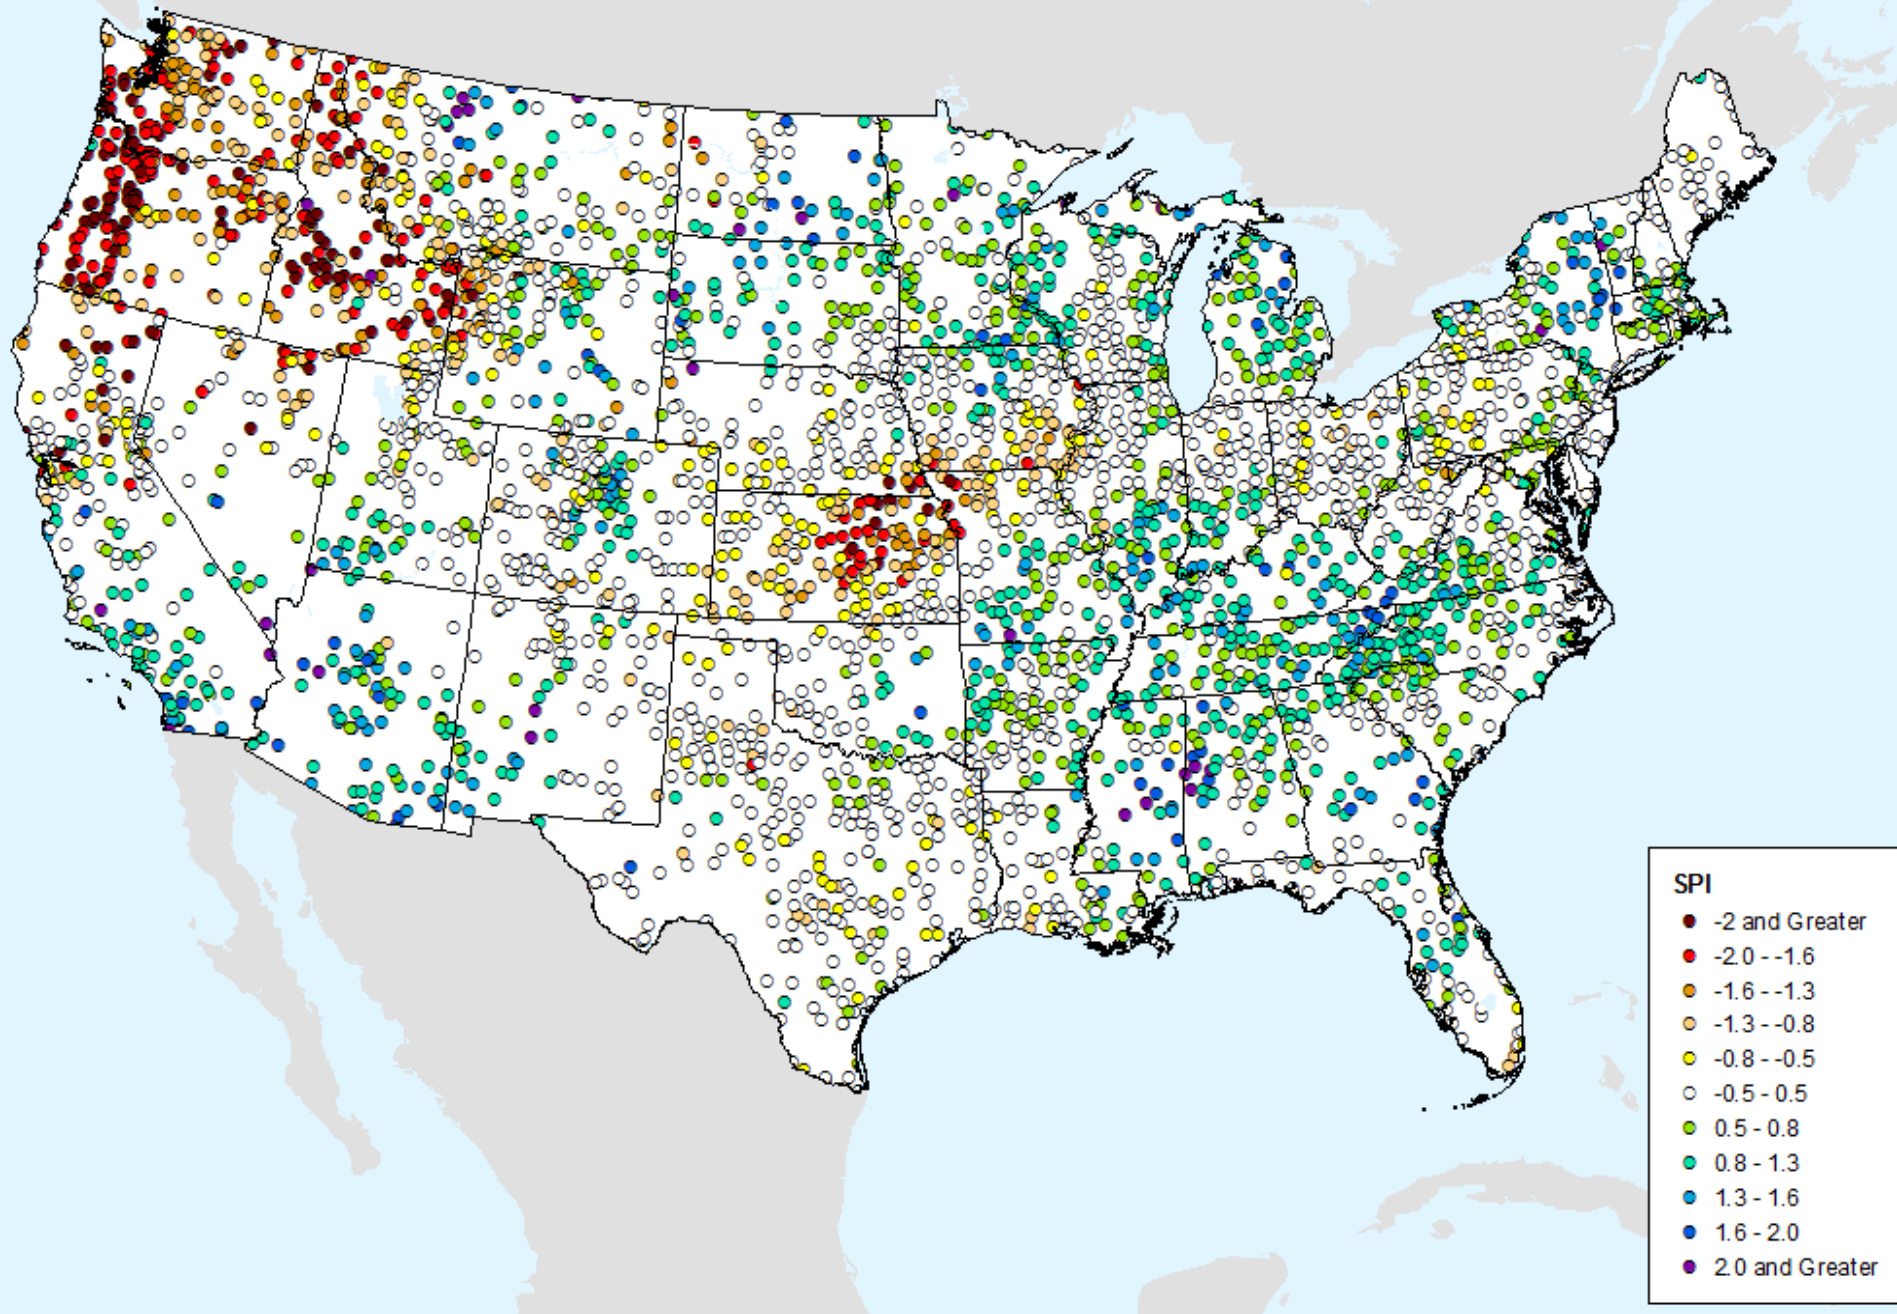 SPI
-2 and Greater
-2.0 - -1.6
-1.6 - -1.3
-1.3 - -0.8
-0.8 - -0.5
-0.5 - 0.5
0.5 - 0.8
0.8 - 1.3
1.3 - 1.6
1.6 - 2.0
2.0 and Greater